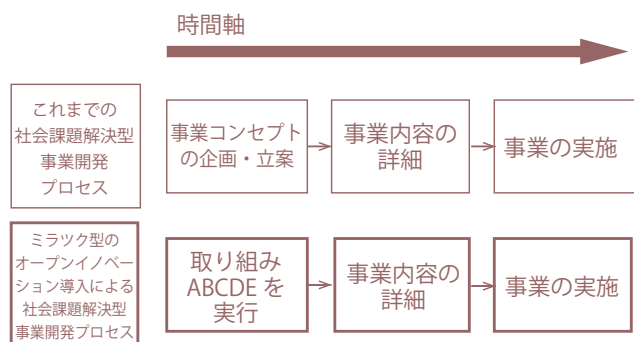 時間軸
これまでの
社会課題解決型
事業開発
プロセス
事業コンセプト
の企画・立案
事業内容の
詳細
事業の実施
ミラツク型の
オープンイノベー
ション導入による
社会課題解決型
事業開発プロセス
取り組み
ABCDE を
実行
事業内容の
詳細
事業の実施